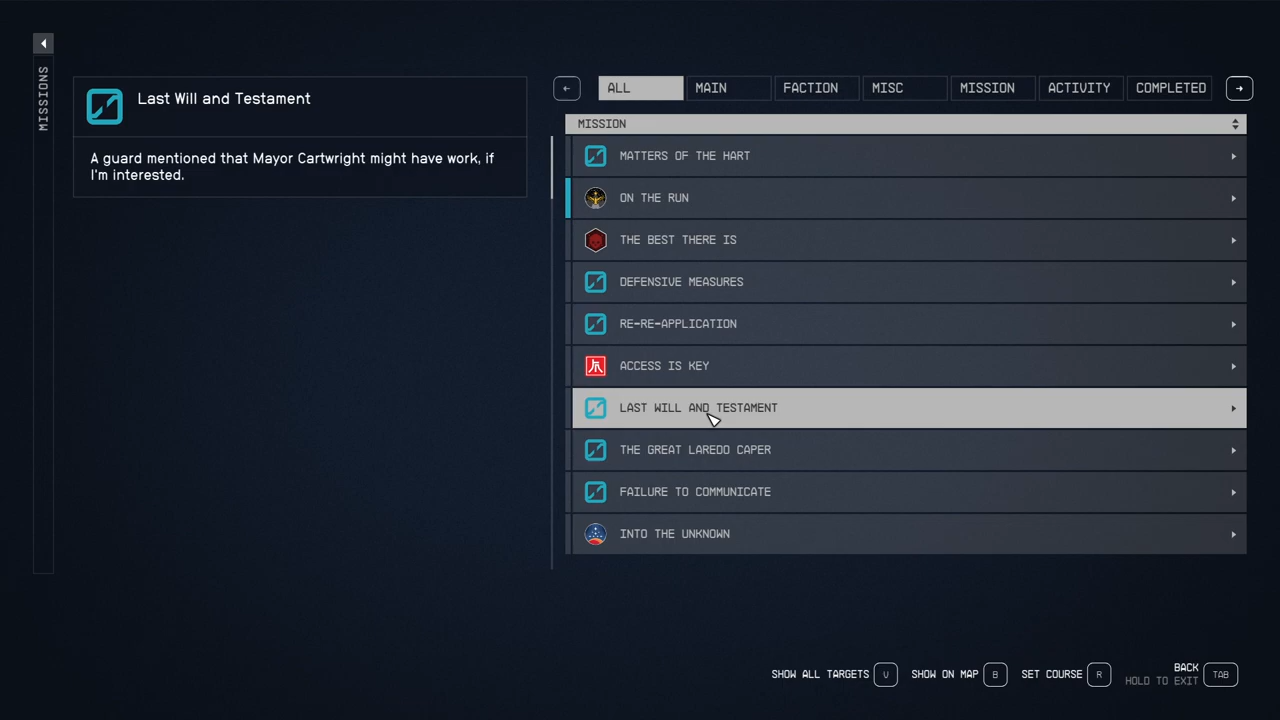 MISSIONS
Last Will and Testament
A guard mentioned that Mayor Cartwright might have work, if
I'm interested.
ALL
MAIN
FACTION
MISC
MISSION
ACTIVITY
COMPLETED
MISSION
MATTERS OF THE HART
ON THE RUN
THE BEST THERE IS
DEFENSIVE MEASURES
RE-RE-APPLICATION
ACCESS IS KEY
LAST WILL AND TESTAMENT
THE GREAT LAREDO CAPER
FAILURE TO COMMUNICATE
INTO THE UNKNOWN
SHOW ALL TARGETS V
SHOW ON MAP B
SET COURSE R
BACK
HOLD TO EXIT
TAB